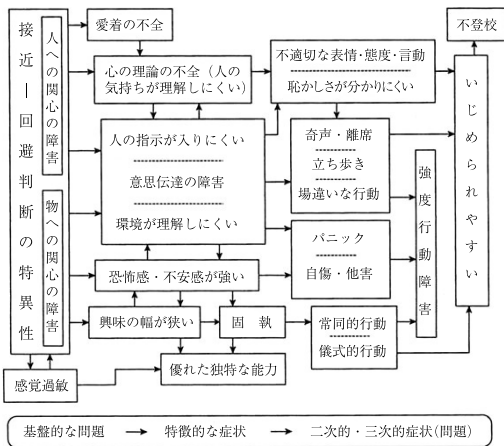 接近―回避判断の特異性
人への関心の障害
物への関心の障害
愛着の不全
心の理論の不全（人の
気持ちが理解しにくい）
人の指示が入りにくい
意思伝達の障害
環境が理解しにくい
恐怖感・不安感が強い
興味の幅が狭い
固執
感覚過敏
優れた独特な能力
不適切な表情・態度・言動
恥かしさが分かりにくい
奇声・離席
立ち歩き
場違いな行動
パニック
自傷・他害
常同的行動
儀式的行動
強度行動障害
不登校
いじめられやすい
基盤的な問題 → 特徴的な症状 → 二次的・三次的症状(問題)